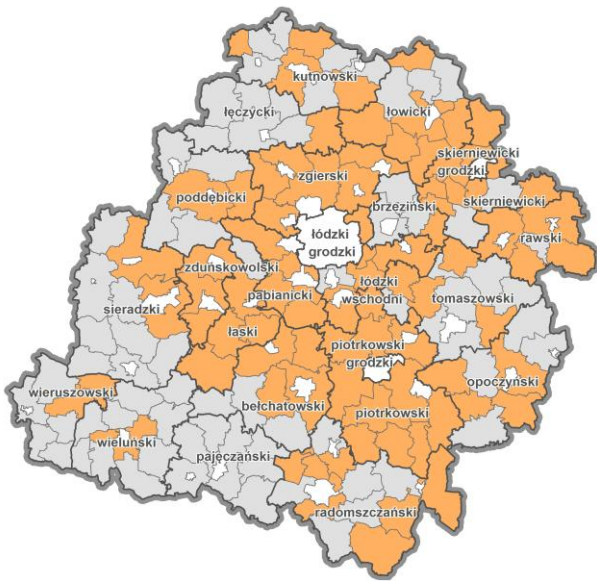 kutnowski
łęczycki
łowicki
skierniewicki
grodzki
zgierski
poddębicki
brzeziński
skierniewicki
rawski
łódzki
grodzki
zduńskowolski
sieradzki
pabianicki
łódzki
wschodni
tomaszowski
łaski
piotrkowski
grodzki
wieruszowski
bełchatowski
piotrkowski
opoczyński
wieluński
pajęczański
radomszczański